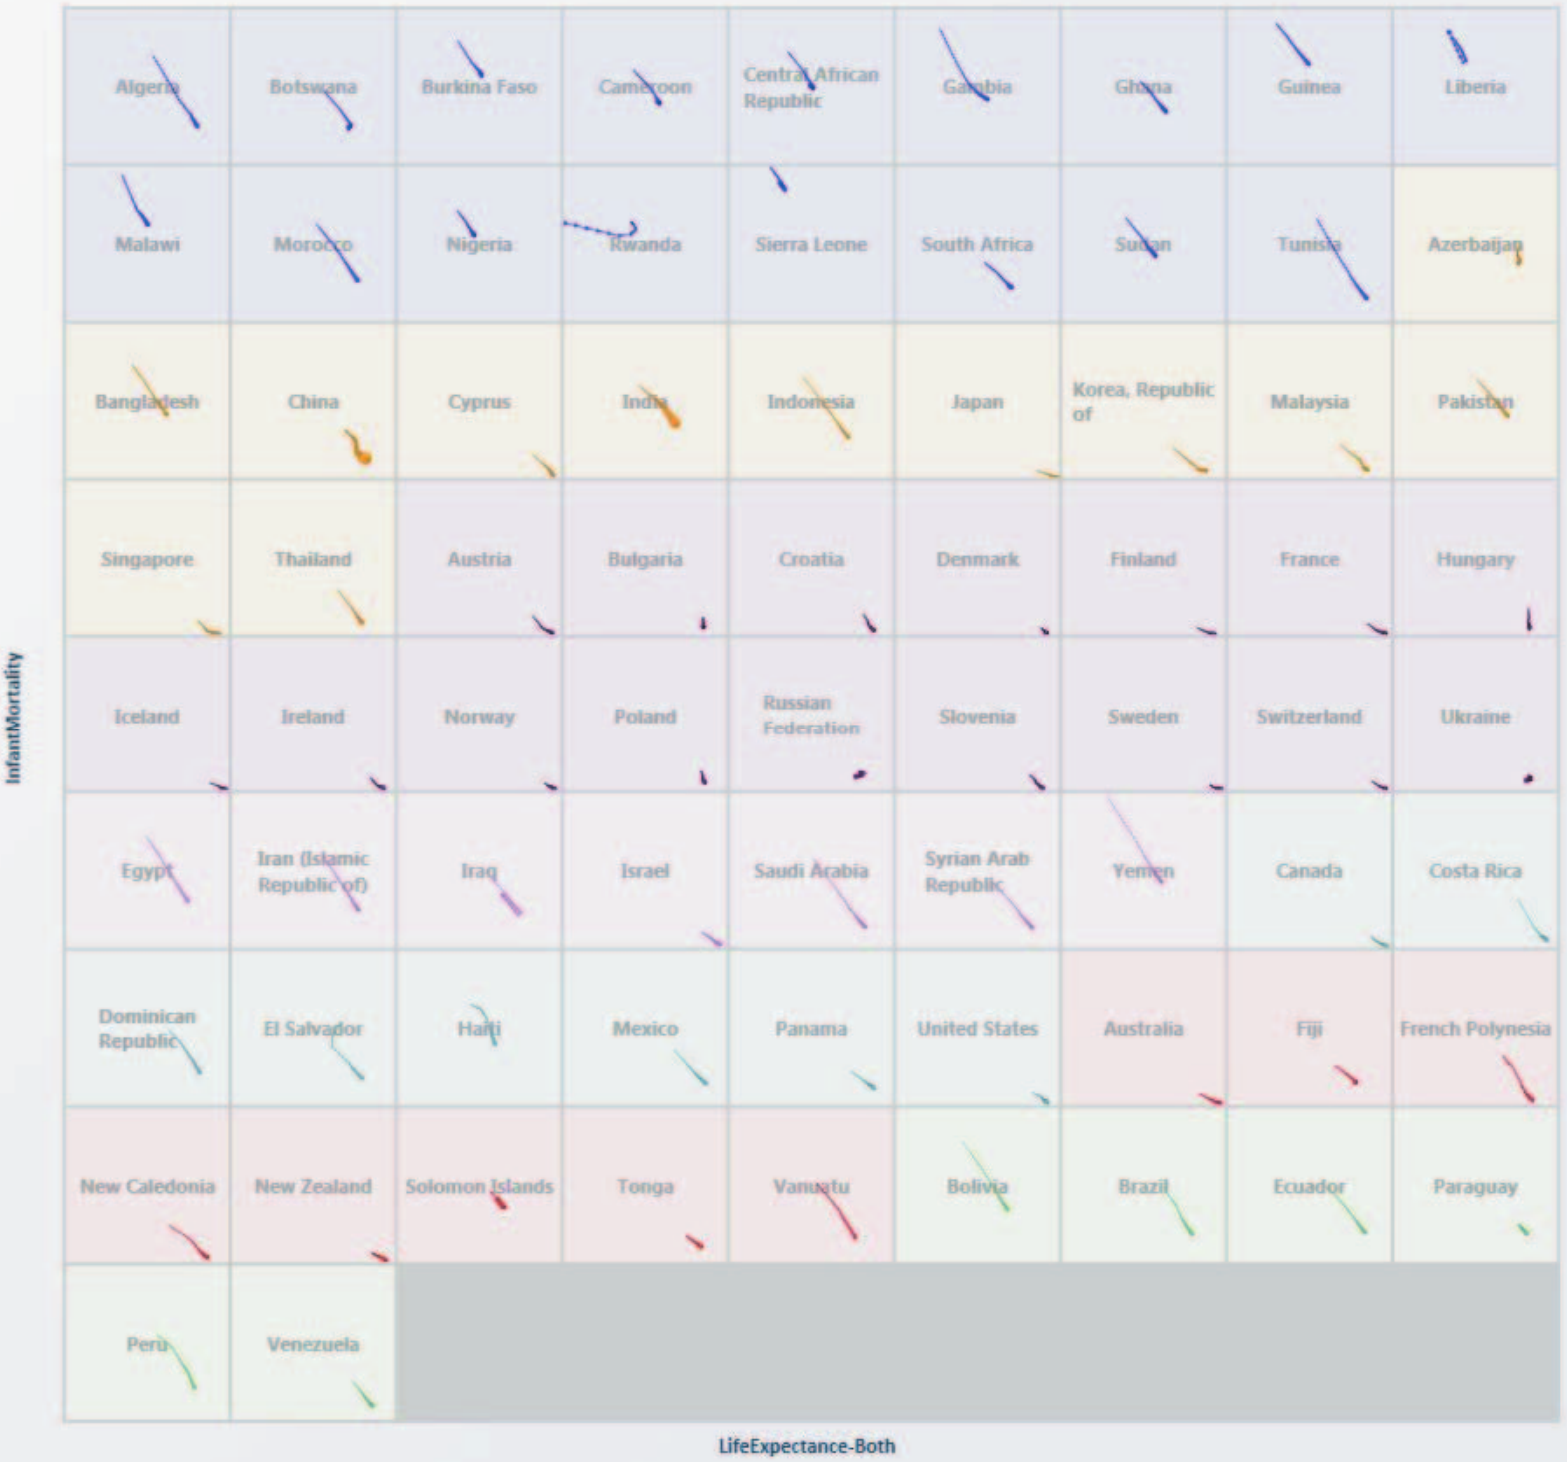 Algeria
Botswana
Burkina Faso
Cameroon
Central African
Republic
Gambia
Ghana
Guinea
Liberia
Malawi
Morocco
Nigeria
Rwanda
Sierra Leone
South Africa
Sudan
Tunisia
Azerbaijan
Bangladesh
China
Cyprus
India
Indonesia
Japan
Korea, Republic
of
Malaysia
Pakistan
Singapore
Thailand
Austria
Bulgaria
Croatia
Denmark
Finland
France
Hungary
InfantMortality
Iceland
Ireland
Norway
Poland
Russian
Federation
Slovenia
Sweden
Switzerland
Ukraine
Egypt
Iran (Islamic
Republic of)
Iraq
Israel
Saudi Arabia
Syrian Arab
Republic
Yemen
Canada
Costa Rica
Dominican
Republic
El Salvador
Haiti
Mexico
Panama
United States
Australia
Fiji
French Polynesia
New Caledonia
New Zealand
Solomon Islands
Tonga
Vanuatu
Bolivia
Brazil
Ecuador
Paraguay
Peru
Venezuela
LifeExpectance-Both